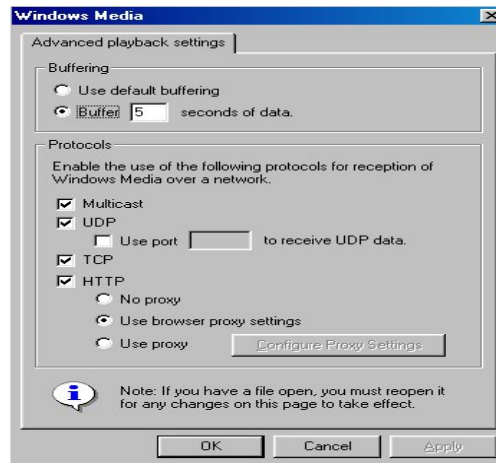 Windows Media
Advanced playback settings
Buffering
Use default buffering
Buffer 5 seconds of data.
Protocols
Enable the use of the following protocols for reception of
Windows Media over a network.
Multicast
UDP
Use port to receive UDP data.
TCP
HTTP
No proxy
Use browser proxy settings
Use proxy Configure Proxy Settings
Note: If you have a file open, you must reopen it
for any changes on this page to take effect.
OK Cancel Apply